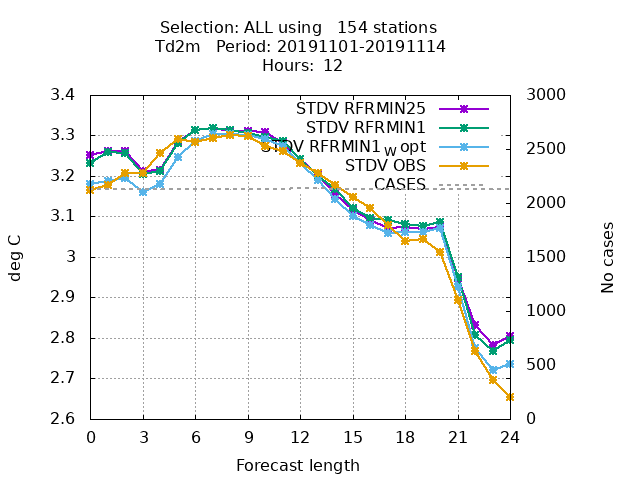 Selection: ALL using   154 stations
Td2m   Period: 20191101-20191114
Hours:  12
STDV RFRMIN25
STDV RFRMIN1
STDV RFRMIN1w opt
STDV OBS
CASES
3.4
3.3
3.2
3.1
3
2.9
2.8
2.7
2.6
deg C
3000
2500
2000
1500
1000
500
0
No cases
0 3 6 9 12 15 18 21 24
Forecast length